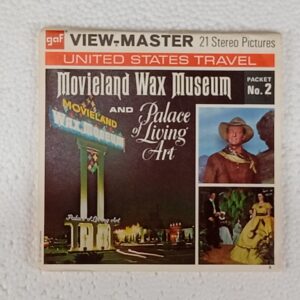 gaf VIEW-MASTER 21 Stereo Pictures
UNITED STATES TRAVEL
Movieland Wax Museum
PACKET
No. 2
AND Palace
of Living
Art
MOVIELAND
Wax Museum
Palace of Living Art